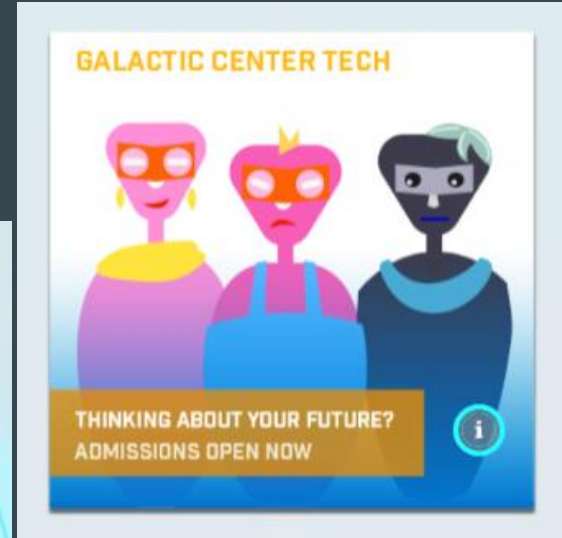 GALACTIC CENTER TECH
THINKING ABOUT YOUR FUTURE?
ADMISSIONS OPEN NOW
i